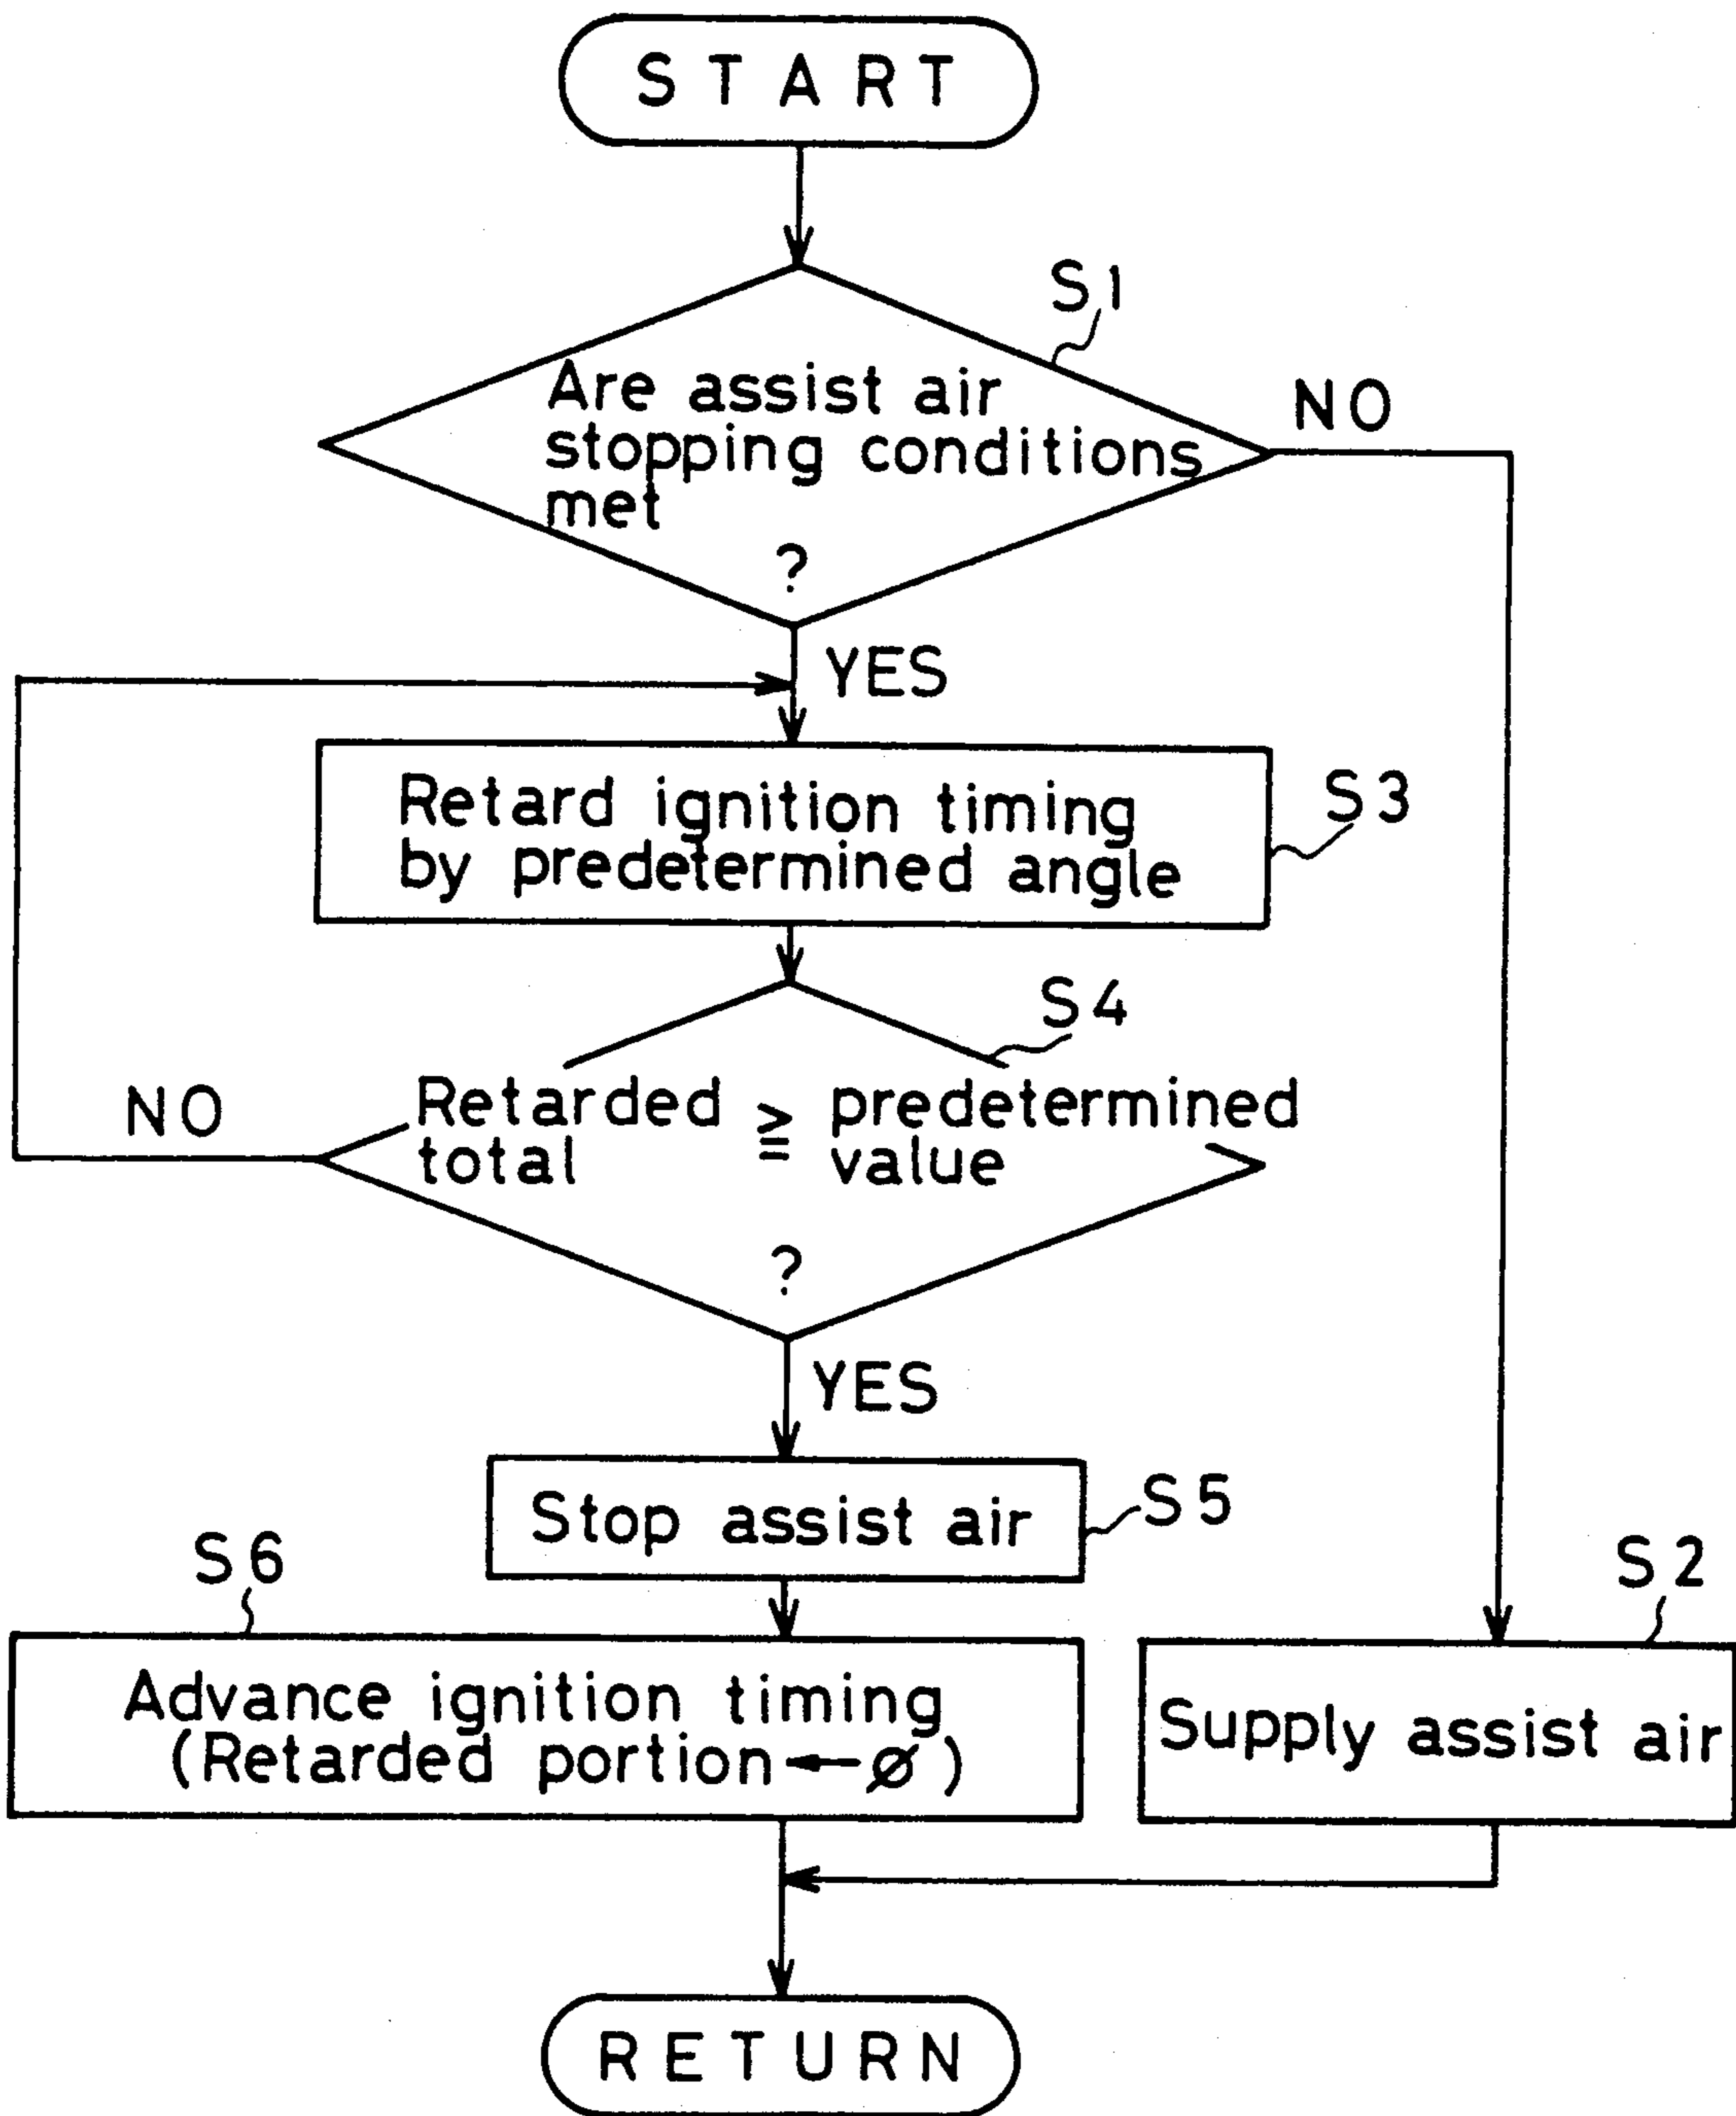 START
S1
Are assist air
stopping conditions
met
?
NO
YES
Retard ignition timing
by predetermined angle
S3
S4
NO
Retarded ≧ predetermined
total value
?
YES
Stop assist air
S5
S6
S2
Advance ignition timing
(Retarded portion ← ø)
Supply assist air
RETURN